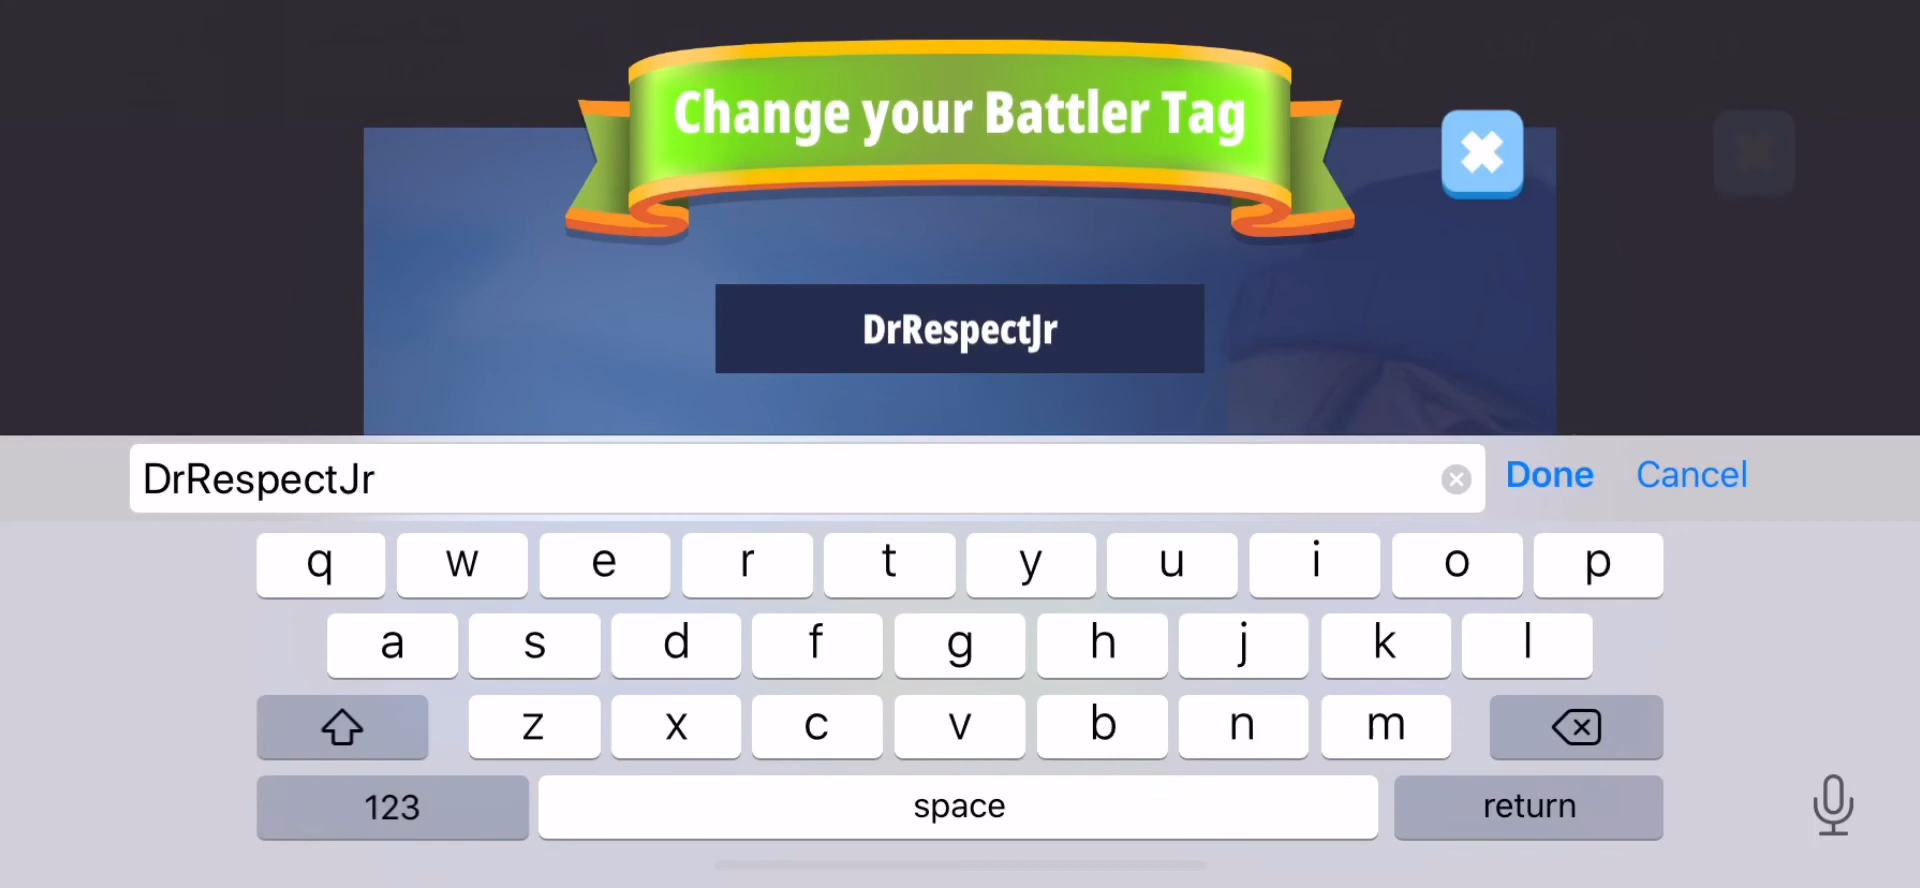 Change your Battler Tag
DrRespectJr
DrRespectJr
Done Cancel
q w e r t y u i o p
a s d f g h j k l
z x c v b n m
123 space return